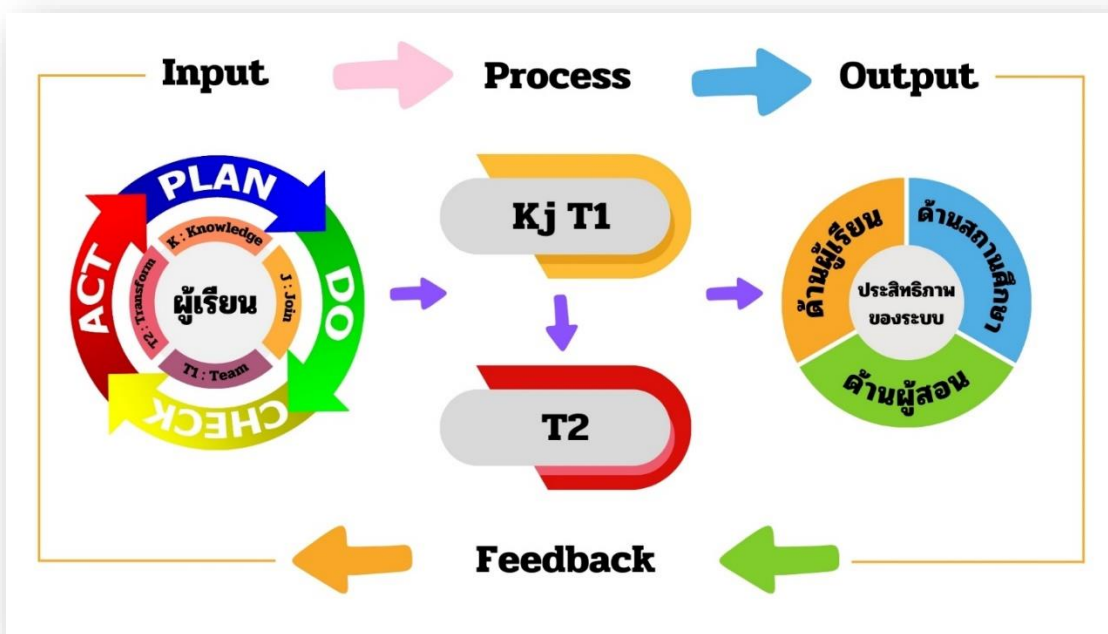 Input
Process
Output
PLAN
DO
CHECK
ACT
K : Knowledge
J : Join
T1 : Team
T2 : Transform
ผู้เรียน
Kj T1
T2
ด้านผู้เรียน
ด้านสถานศึกษา
ด้านผู้สอน
ประสิทธิภาพ
ของระบบ
Feedback